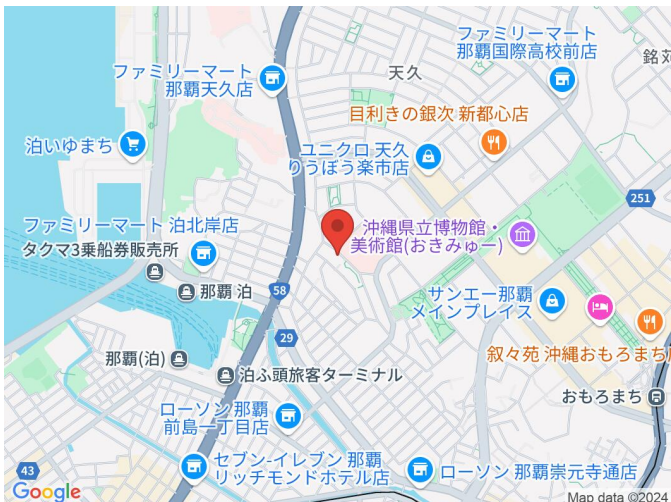 ファミリーマート
那覇国際高校前店
銘苅
天久
ファミリーマート
那覇天久店
目利きの銀次 新都心店
泊いゆまち
ユニクロ 天久
りうぼう楽市店
251
沖縄県立博物館・
美術館(おきみゅー)
ファミリーマート 泊北岸店
タクマ3乗船券販売所
那覇 泊
58
サンエー那覇
メインプレイス
29
叙々苑 沖縄おもろまち
那覇(泊)
泊ふ頭旅客ターミナル
おもろまち
ローソン 那覇
前島一丁目店
43
セブン-イレブン 那覇
リッチモンドホテル店
ローソン 那覇崇元寺通店
Google
Map data ©2024